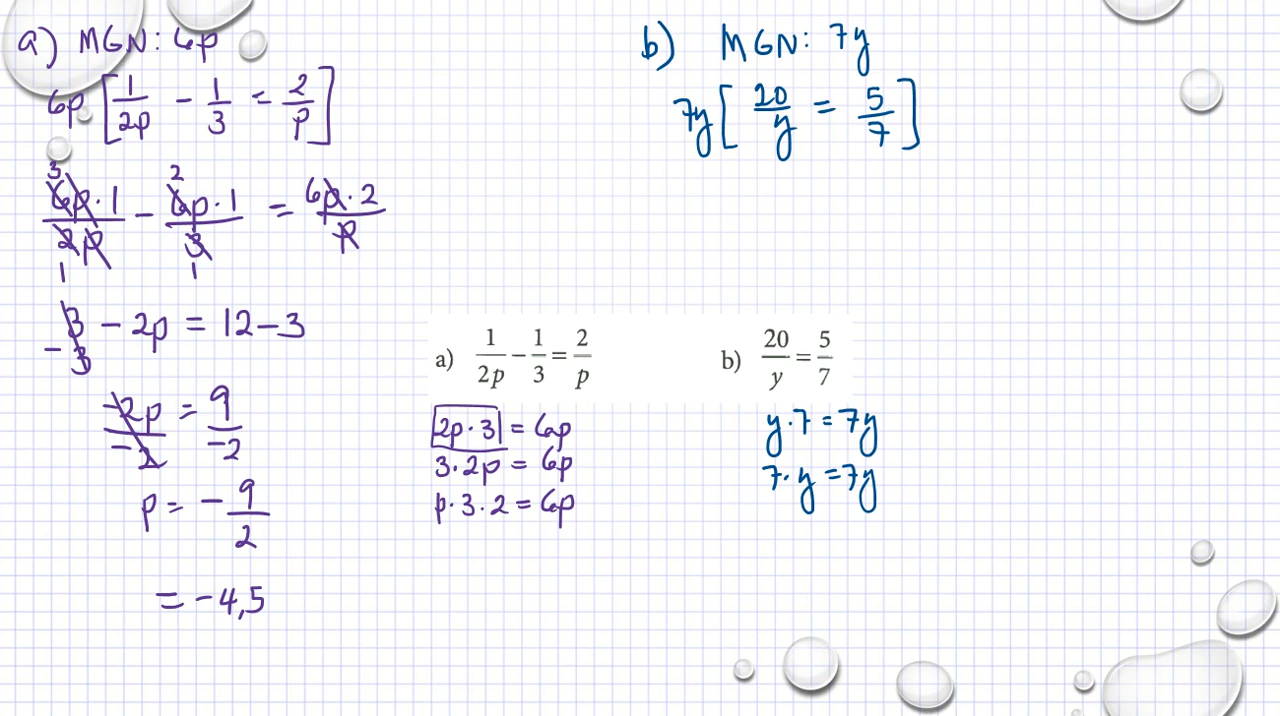 a) MGN: 6p
6p [ 1/2p - 1/3 = 2/p ]
3 2
6p · 1 / 2p - 6p · 1 / 3 = 6p · 2 / p
1 1
3 - 2p = 12 - 3
- 3
-2p / -2 = 9 / -2
p = - 9/2
= -4,5
b) MGN: 7y
7y [ 20/y = 5/7 ]
a) 1/2p - 1/3 = 2/p
2p · 3 = 6p
3 · 2p = 6p
p · 3 · 2 = 6p
b) 20/y = 5/7
y · 7 = 7y
7 · y = 7y